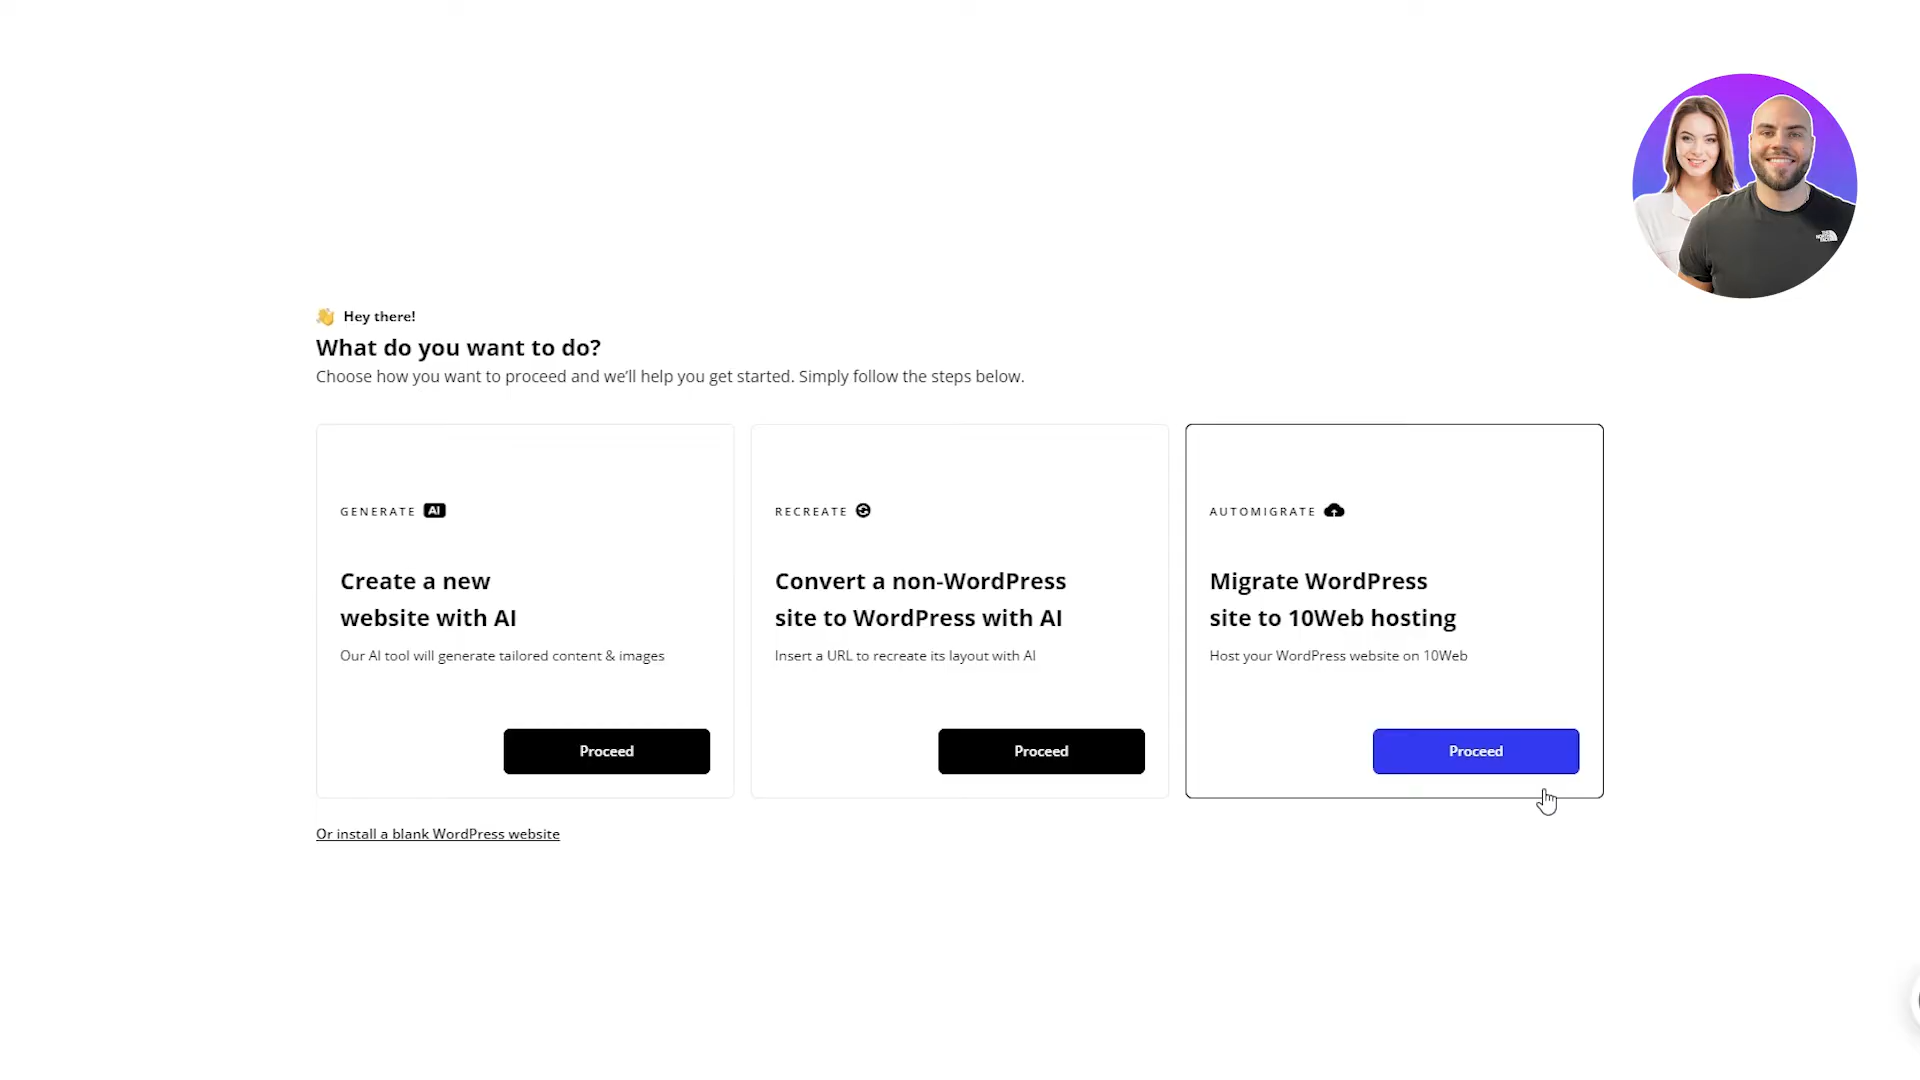 Hey there!
What do you want to do?
Choose how you want to proceed and we'll help you get started. Simply follow the steps below.
GENERATE AI
Create a new
website with AI
Our AI tool will generate tailored content & images
Proceed
RECREATE
Convert a non-WordPress
site to WordPress with AI
Insert a URL to recreate its layout with AI
Proceed
AUTOMIGRATE
Migrate WordPress
site to 10Web hosting
Host your WordPress website on 10Web
Proceed
Or install a blank WordPress website